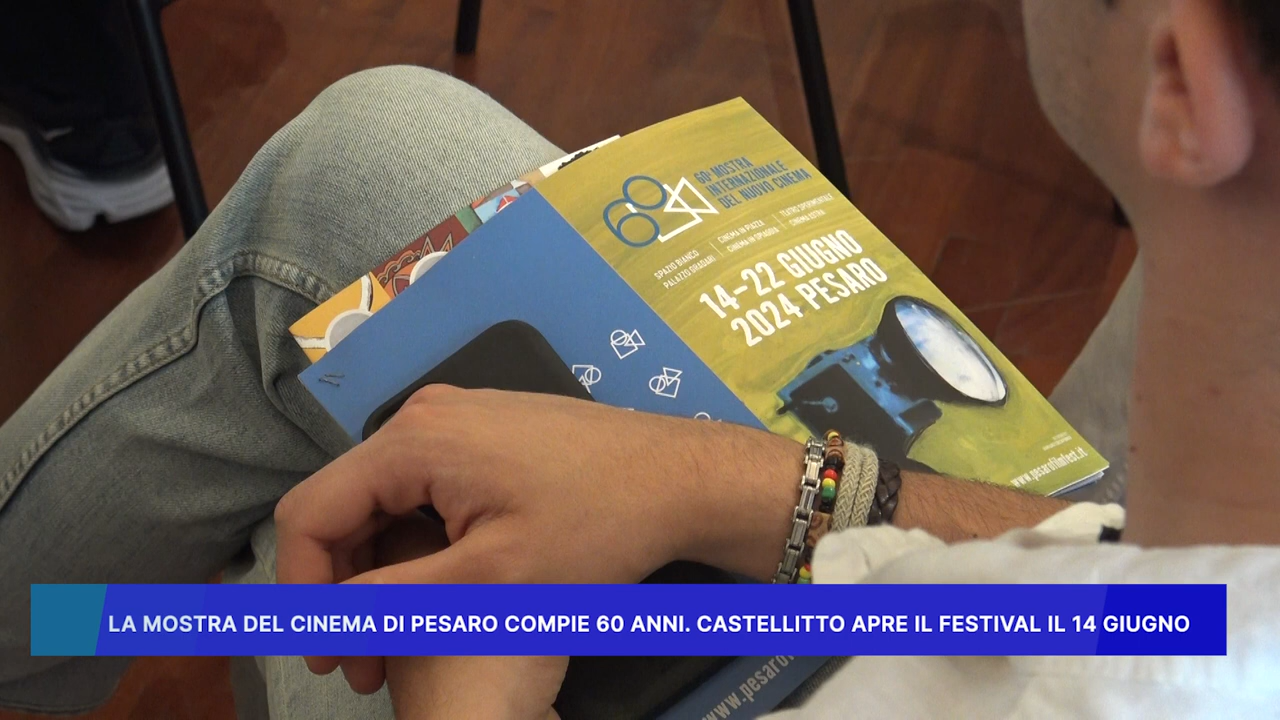 60
60ª MOSTRA
INTERNAZIONALE
DEL NUOVO CINEMA
SPAZIO BIANCO
PALAZZO GRADARI
CINEMA IN PIAZZA
CINEMA IN SPIAGGIA
TEATRO SPERIMENTALE
CINEMA ASTRA
14–22 GIUGNO
2024 PESARO
www.pesarofilmfest.it
LA MOSTRA DEL CINEMA DI PESARO COMPIE 60 ANNI. CASTELLITTO APRE IL FESTIVAL IL 14 GIUGNO
www.pesaro